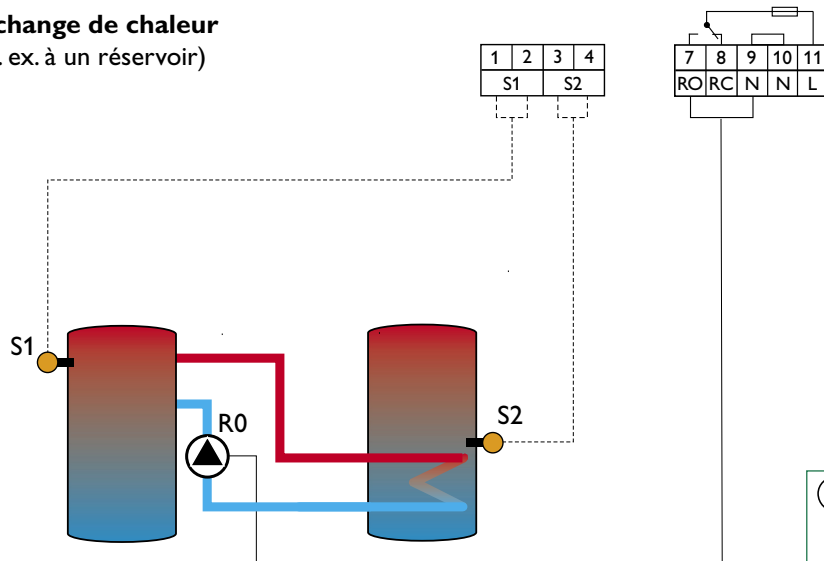 change de chaleur
. ex. à un réservoir)
1 2 3 4
S1 S2
7 8 9 10 11
RO RC N N L
S1
R0
S2